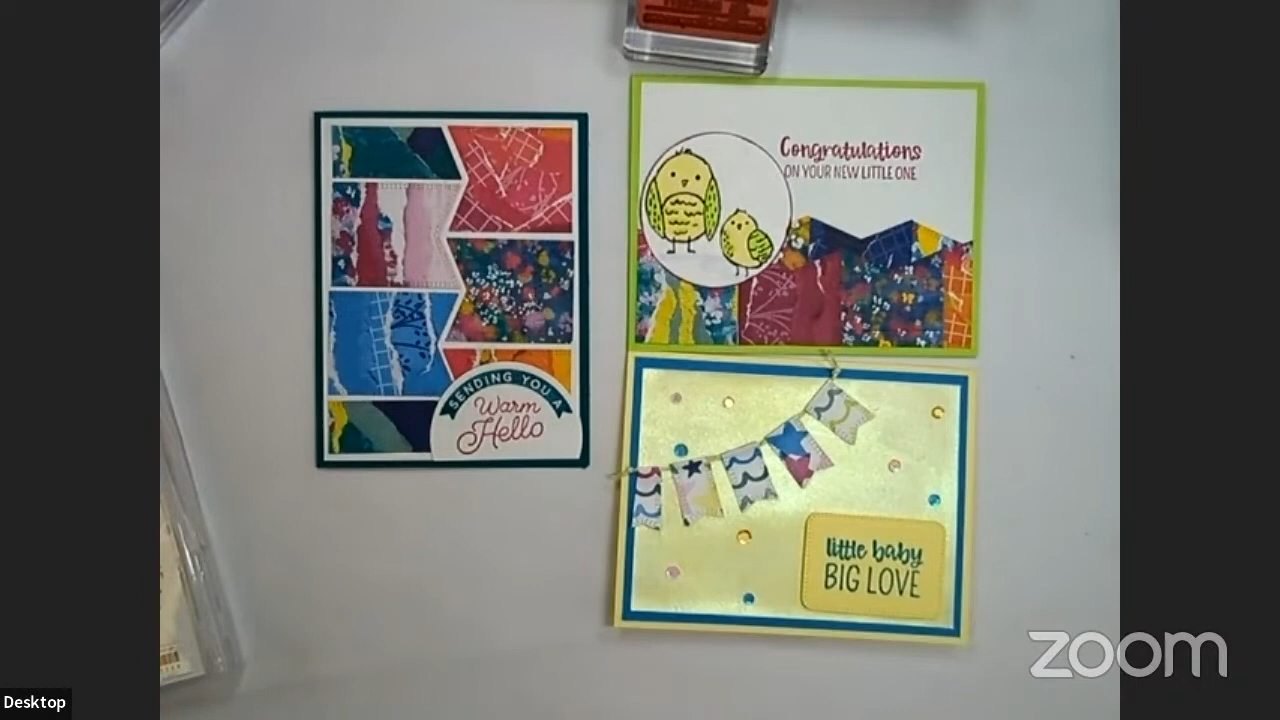 SENDING YOU A
Warm
Hello
Congratulations
ON YOUR NEW LITTLE ONE
little baby
BIG LOVE
zoom
Desktop